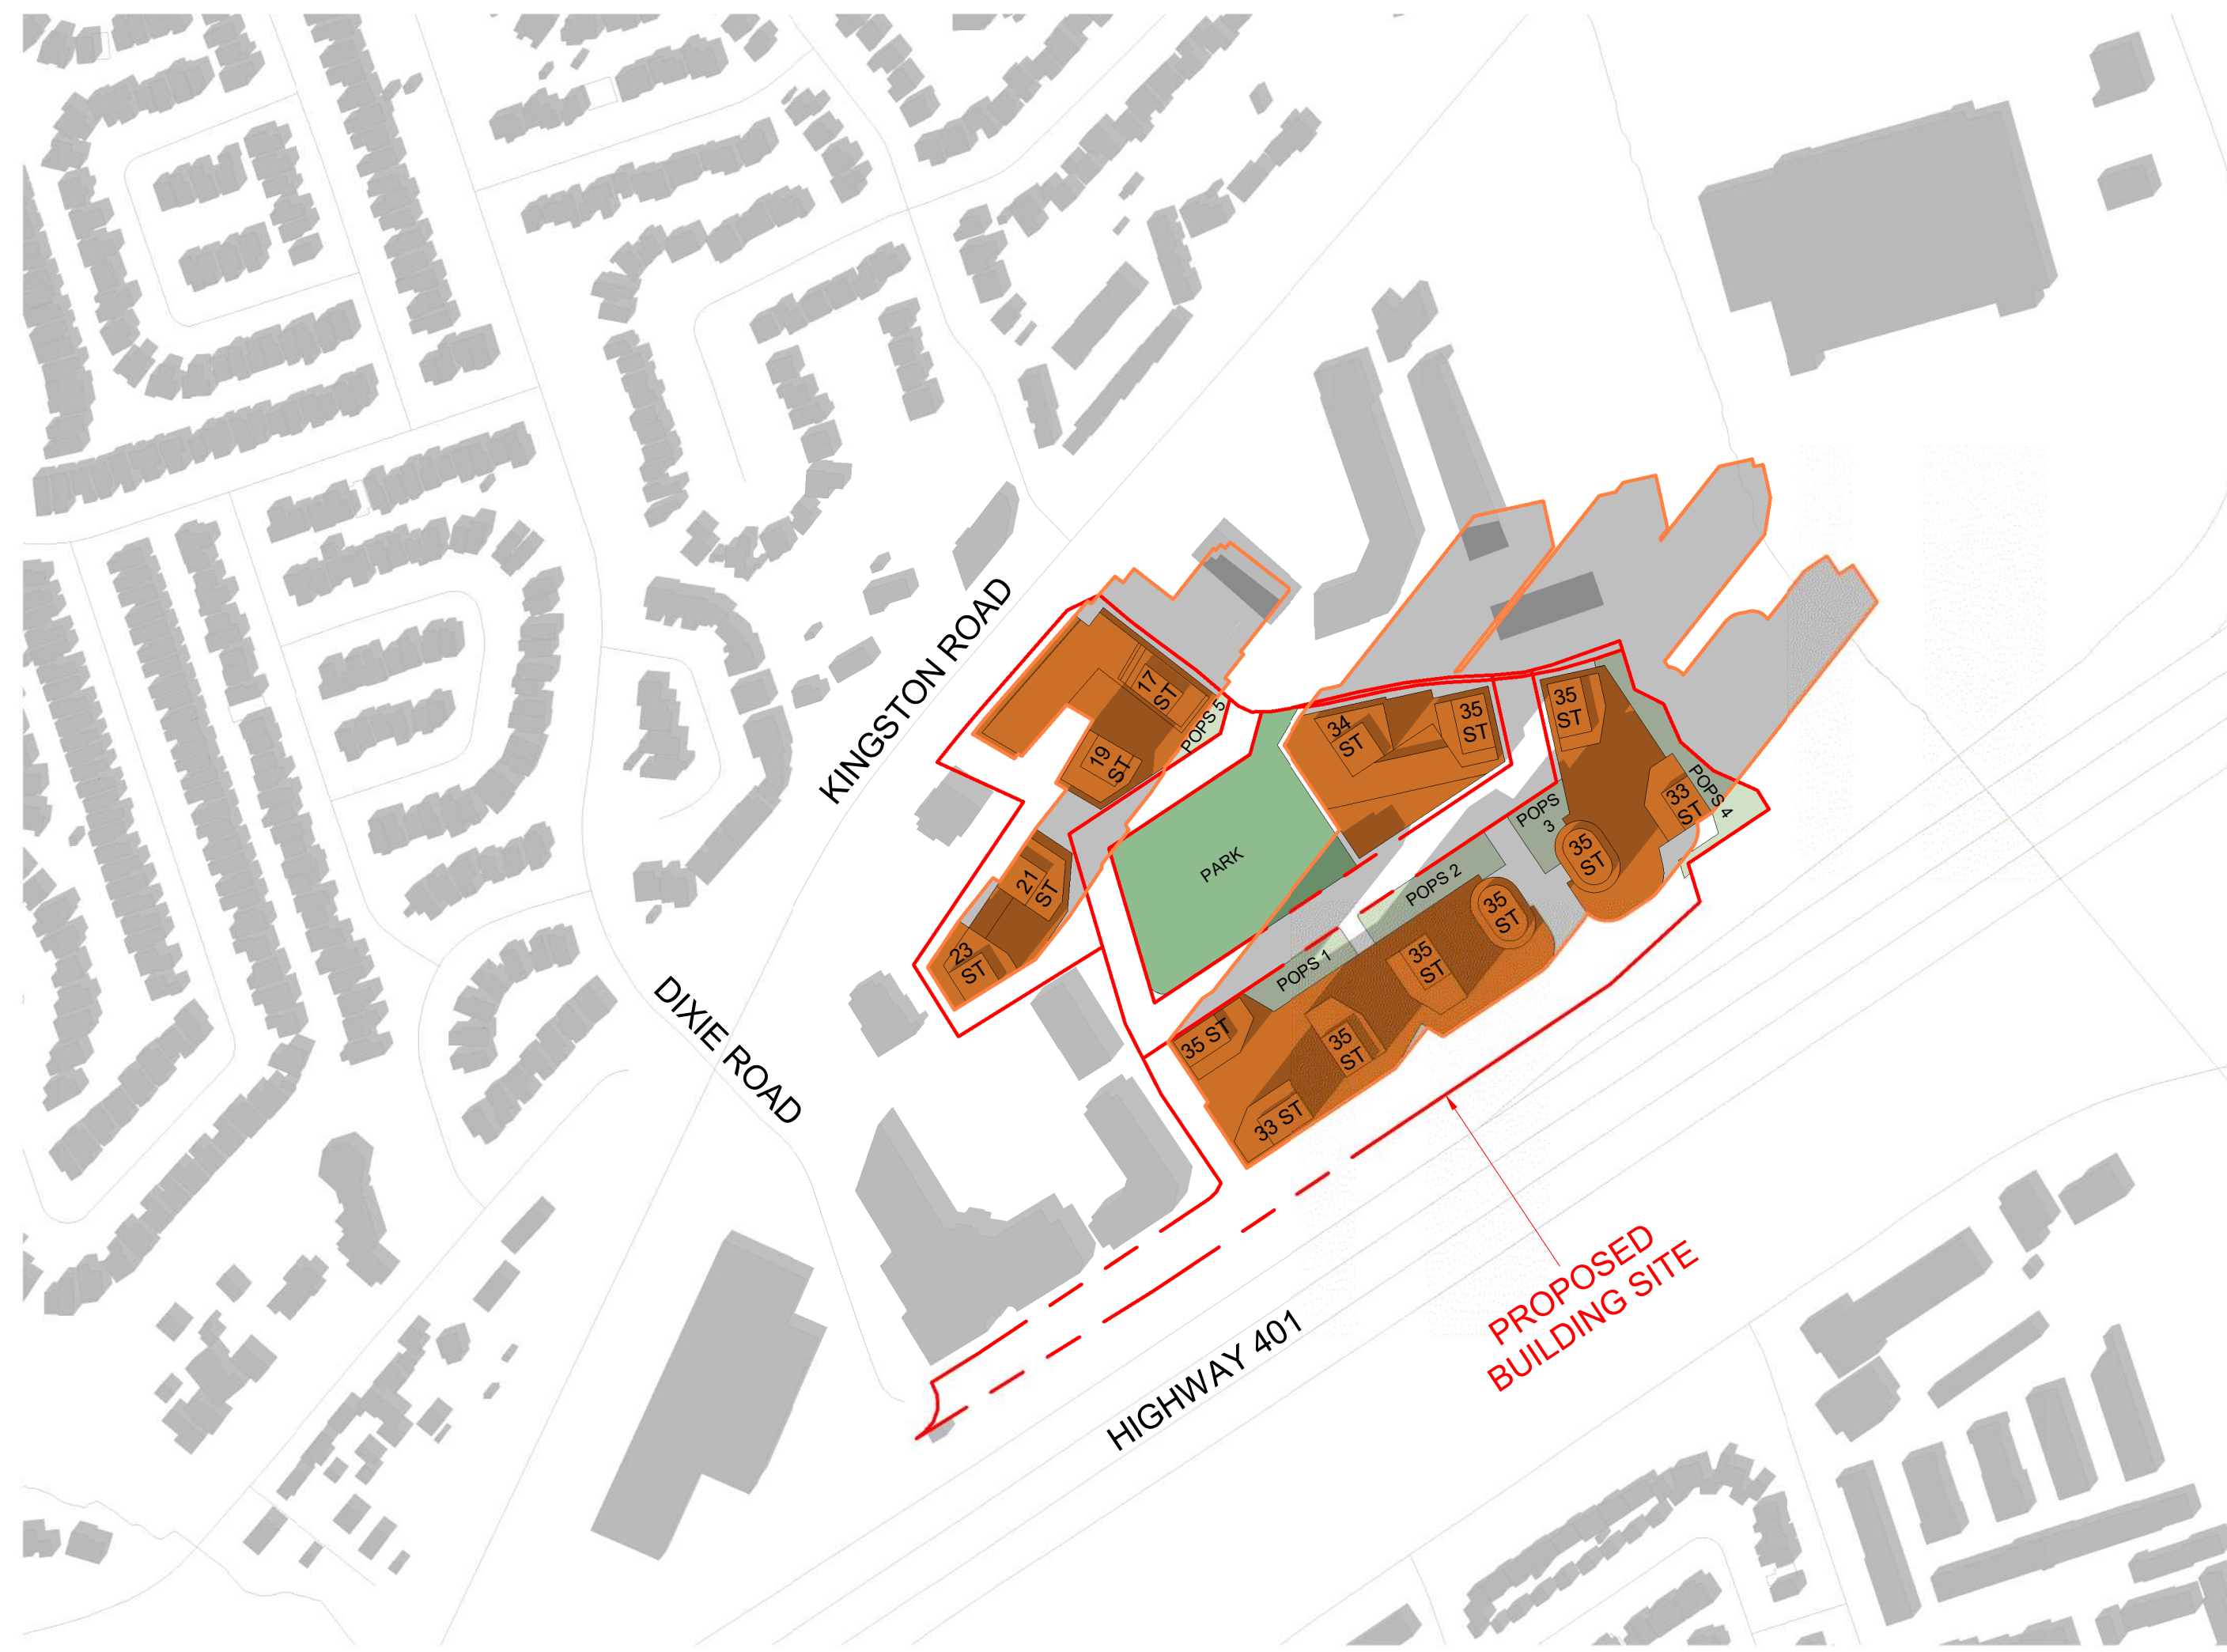 KINGSTON ROAD
17
ST
POPS 5
19
ST
34
ST
35
ST
35
ST
33
ST
POPS 4
POPS
3
35
ST
PARK
POPS 2
21
ST
35
ST
23
ST
35
ST
POPS 1
35 ST
35
ST
33 ST
DIXIE ROAD
PROPOSED
BUILDING SITE
HIGHWAY 401